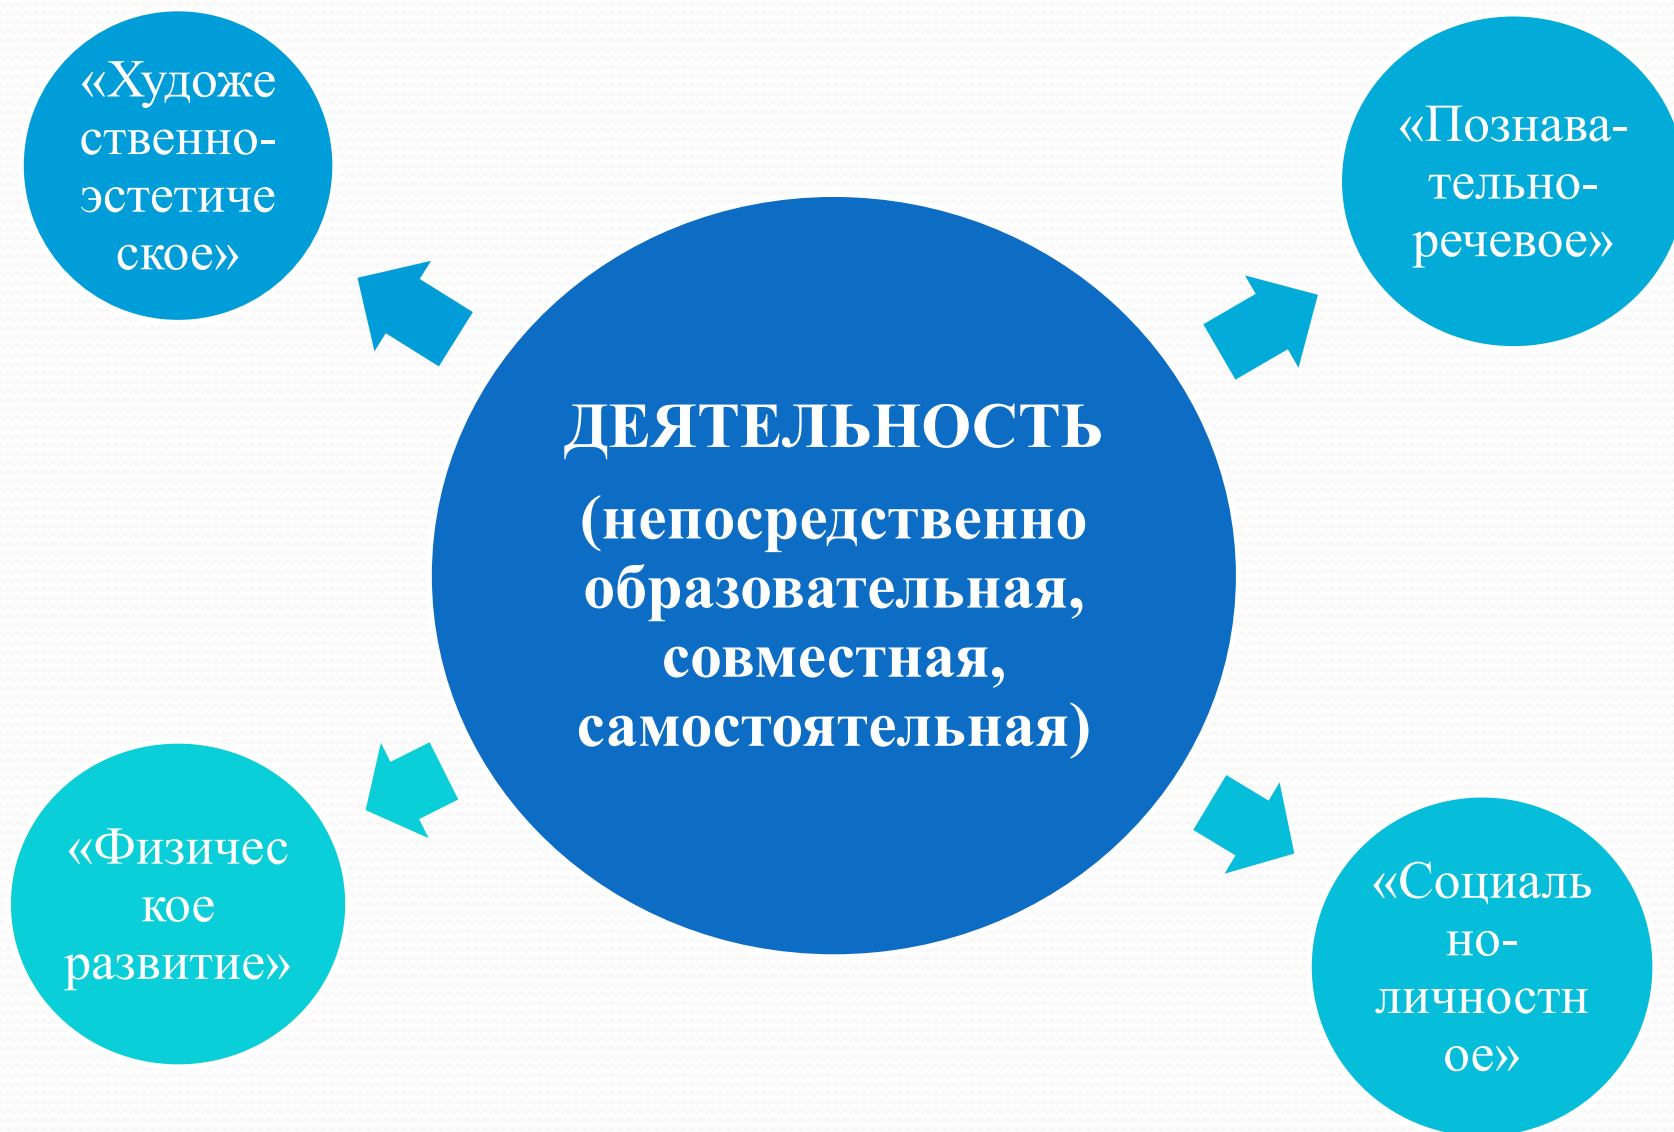 «Художе
ственно-
эстетиче
ское»
«Познава-
тельно-
речевое»
ДЕЯТЕЛЬНОСТЬ
(непосредственно
образовательная,
совместная,
самостоятельная)
«Физичес
кое
развитие»
«Социаль
но-
личностн
ое»